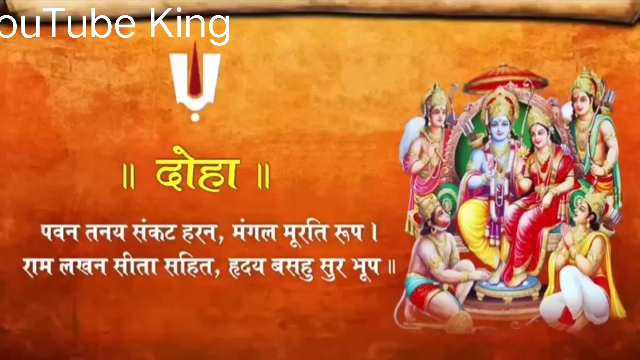 ouTube King
॥ दोहा ॥
पवन तनय संकट हरन, मंगल मूरति रूप ।
राम लखन सीता सहित, हृदय बसहु सुर भूप ॥